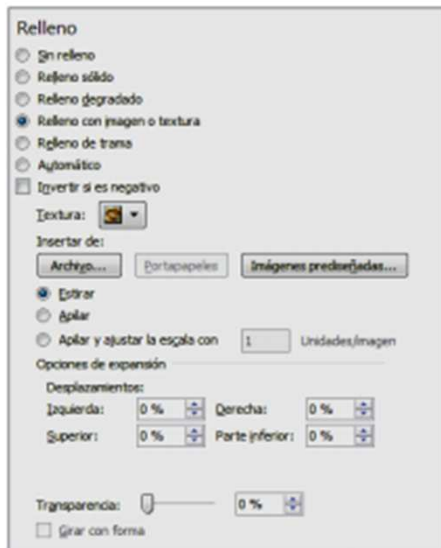 Relleno
Sin relleno
Relleno sólido
Relleno degradado
Relleno con imagen o textura
Relleno de trama
Automático
Invertir si es negativo
Textura:
Insertar de:
Archivo... Portapapeles Imágenes prediseñadas...
Estirar
Apilar
Apilar y ajustar la escala con 1 Unidades/imagen
Opciones de expansión
Desplazamientos:
Izquierda: 0 % Derecha: 0 %
Superior: 0 % Parte inferior: 0 %
Transparencia: 0 %
Girar con forma